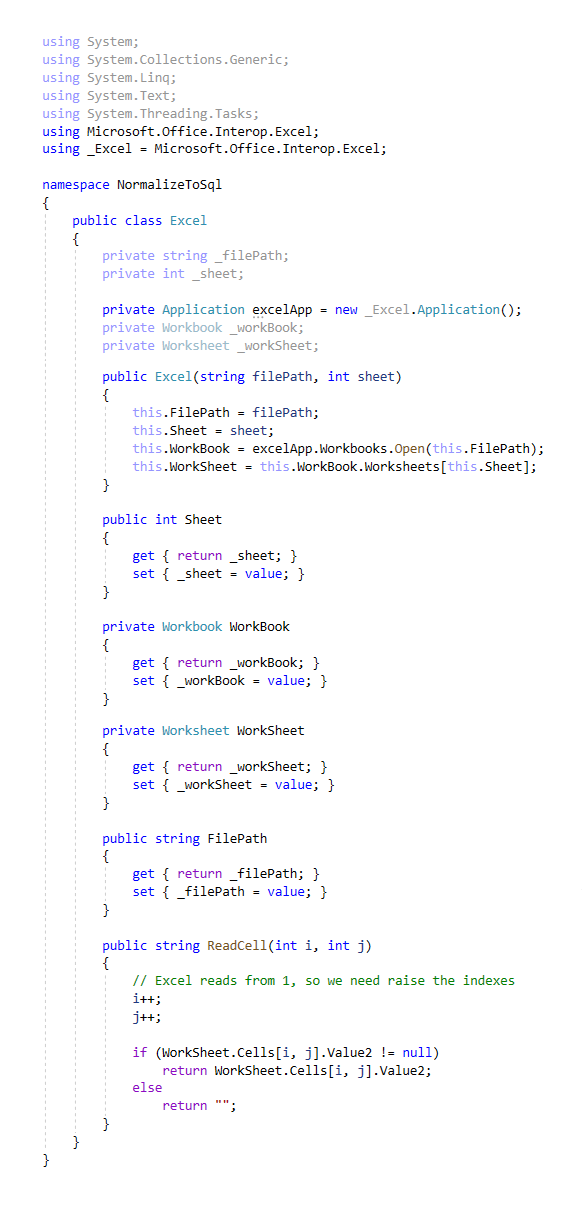 using System;
using System.Collections.Generic;
using System.Linq;
using System.Text;
using System.Threading.Tasks;
using Microsoft.Office.Interop.Excel;
using _Excel = Microsoft.Office.Interop.Excel;

namespace NormalizeToSql
{
    public class Excel
    {
        private string _filePath;
        private int _sheet;

        private Application excelApp = new _Excel.Application();
        private Workbook _workBook;
        private Worksheet _workSheet;

        public Excel(string filePath, int sheet)
        {
            this.FilePath = filePath;
            this.Sheet = sheet;
            this.WorkBook = excelApp.Workbooks.Open(this.FilePath);
            this.WorkSheet = this.WorkBook.Worksheets[this.Sheet];
        }

        public int Sheet
        {
            get { return _sheet; }
            set { _sheet = value; }
        }

        private Workbook WorkBook
        {
            get { return _workBook; }
            set { _workBook = value; }
        }

        private Worksheet WorkSheet
        {
            get { return _workSheet; }
            set { _workSheet = value; }
        }

        public string FilePath
        {
            get { return _filePath; }
            set { _filePath = value; }
        }

        public string ReadCell(int i, int j)
        {
            // Excel reads from 1, so we need raise the indexes
            i++;
            j++;

            if (WorkSheet.Cells[i, j].Value2 != null)
                return WorkSheet.Cells[i, j].Value2;
            else
                return "";
        }
    }
}